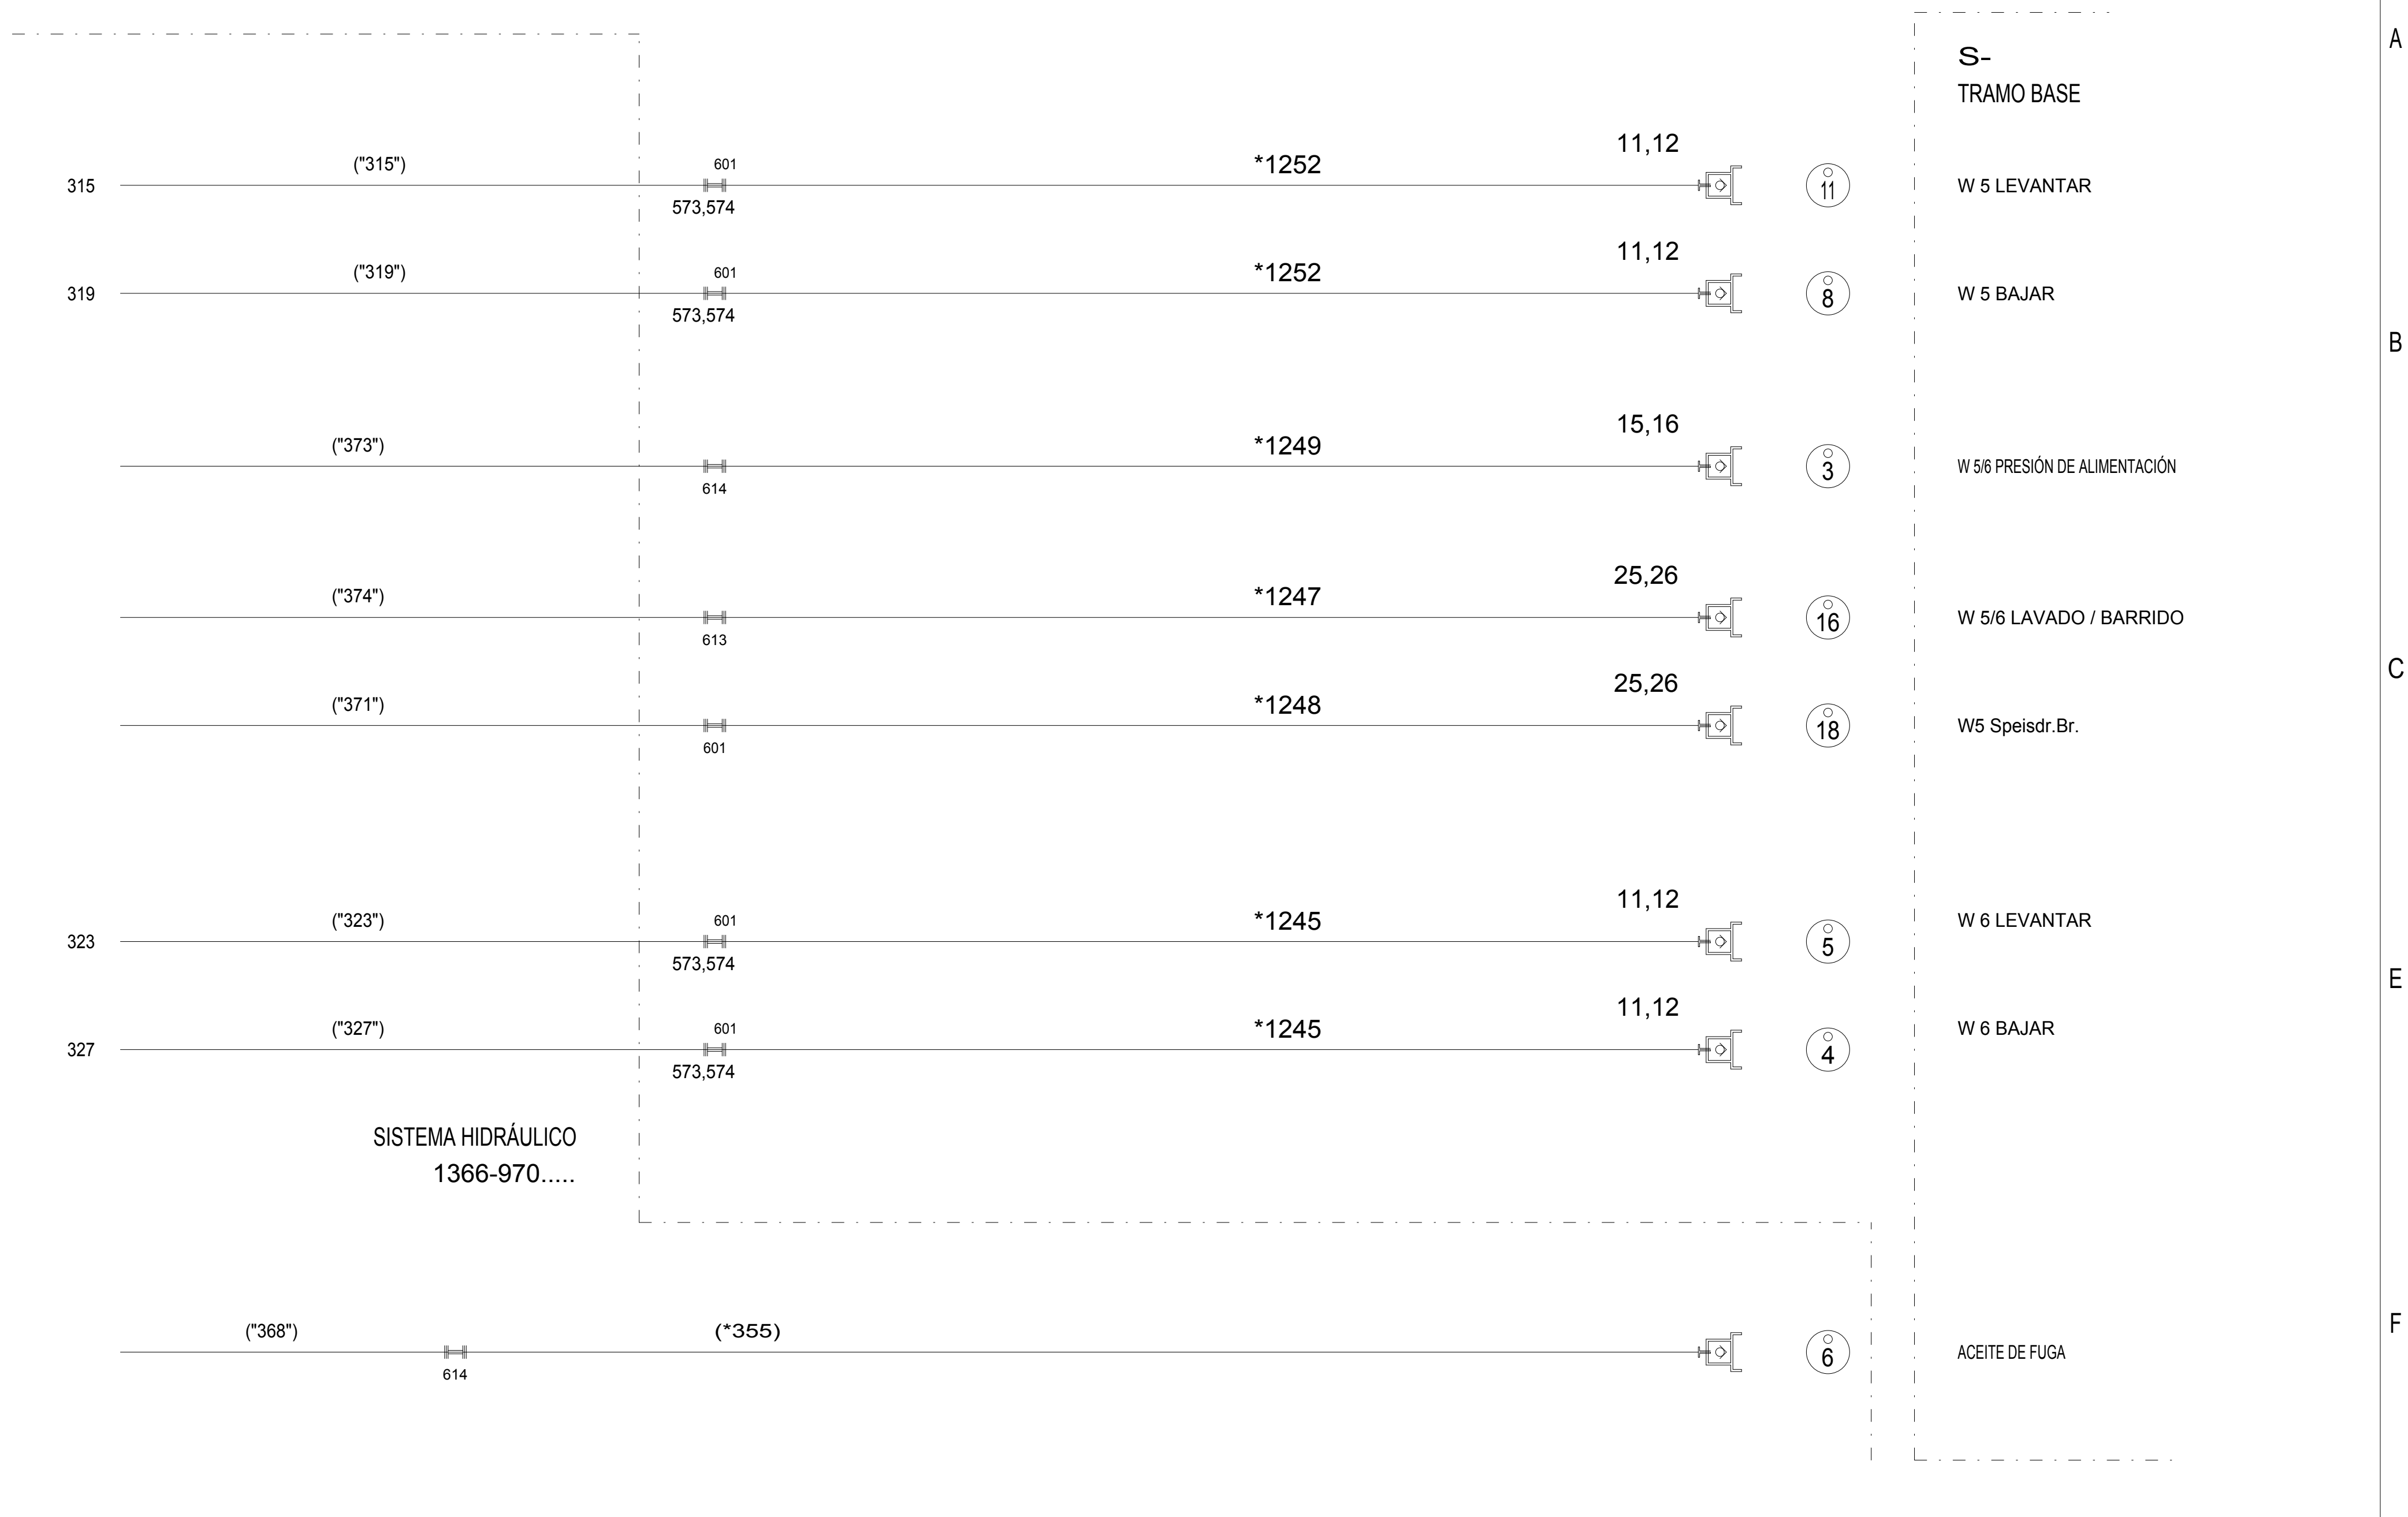 A
S-
TRAMO BASE
11,12
315 ("315") 601 *1252 11 W 5 LEVANTAR
573,574
11,12
319 ("319") 601 *1252 8 W 5 BAJAR
573,574
B
15,16
("373") *1249 3 W 5/6 PRESIÓN DE ALIMENTACIÓN
614
25,26
("374") *1247 16 W 5/6 LAVADO / BARRIDO
613
C
25,26
("371") *1248 18 W5 Speisdr.Br.
601
11,12
323 ("323") 601 *1245 5 W 6 LEVANTAR
573,574
E
11,12
327 ("327") 601 *1245 4 W 6 BAJAR
573,574
SISTEMA HIDRÁULICO
1366-970.....
F
("368") (*355) 6 ACEITE DE FUGA
614